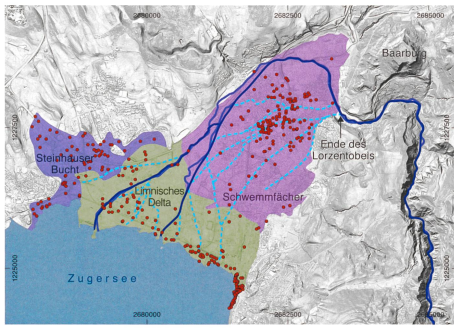 2680000
2682500
2685000
Baarburg
1227500
1227500
Ende des
Lorzentobels
Steinhauser
Bucht
Limnisches
Delta
Schwemmfächer
1225000
1225000
Zugersee
2680000
2682500
2685000